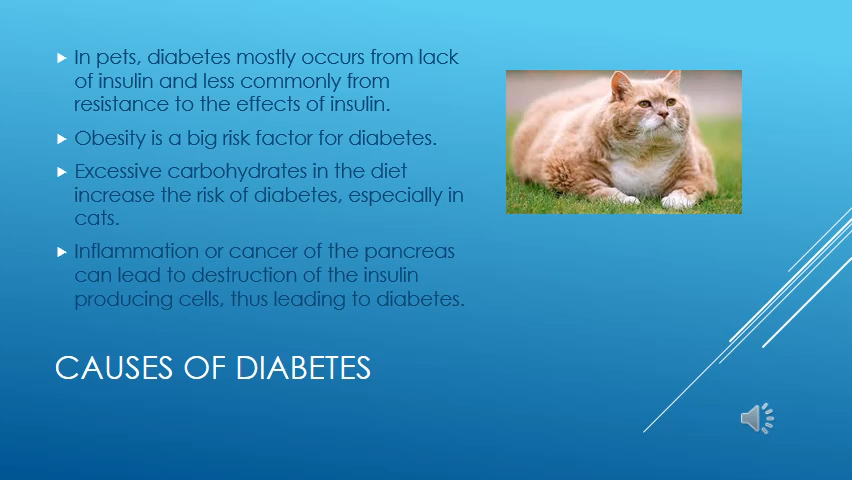 In pets, diabetes mostly occurs from lack
of insulin and less commonly from
resistance to the effects of insulin.
Obesity is a big risk factor for diabetes.
Excessive carbohydrates in the diet
increase the risk of diabetes, especially in
cats.
Inflammation or cancer of the pancreas
can lead to destruction of the insulin
producing cells, thus leading to diabetes.
CAUSES OF DIABETES